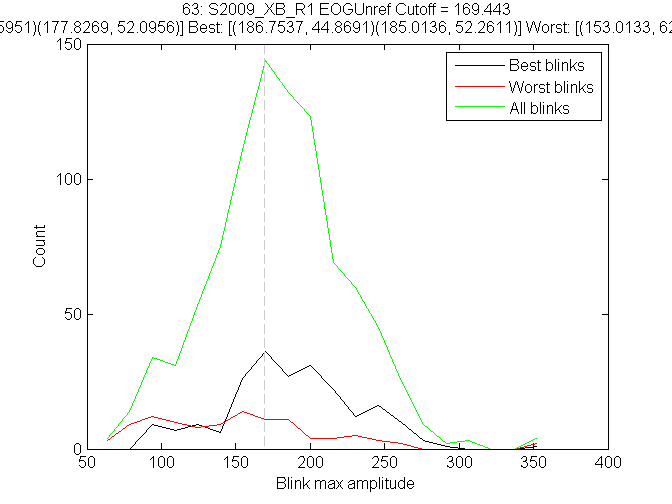 63: S2009_XB_R1 EOGUnref Cutoff = 169.443
5951)(177.8269, 52.0956)] Best: [(186.7537, 44.8691)(185.0136, 52.2611)] Worst: [(153.0133, 62
150
100
50
0
Count
Best blinks
Worst blinks
All blinks
50
100
150
200
250
300
350
400
Blink max amplitude